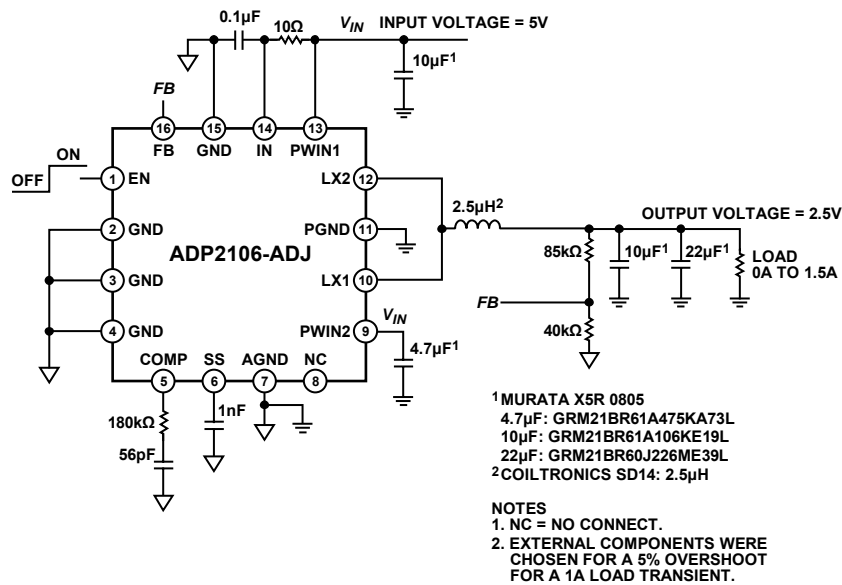 0.1µF
10Ω
VIN
INPUT VOLTAGE = 5V
10µF1
FB
16
15
14
13
FB
GND
IN
PWIN1
ON
OFF
1
EN
LX2
12
2.5µH2
OUTPUT VOLTAGE = 2.5V
2
GND
PGND
11
85kΩ
10µF1
22µF1
LOAD
0A TO 1.5A
ADP2106-ADJ
3
GND
LX1
10
FB
VIN
4
GND
PWIN2
9
40kΩ
4.7µF1
COMP
SS
AGND
NC
5
6
7
8
180kΩ
1nF
56pF
1 MURATA X5R 0805
4.7µF: GRM21BR61A475KA73L
10µF: GRM21BR61A106KE19L
22µF: GRM21BR60J226ME39L
2 COILTRONICS SD14: 2.5µH
NOTES
1. NC = NO CONNECT.
2. EXTERNAL COMPONENTS WERE
CHOSEN FOR A 5% OVERSHOOT
FOR A 1A LOAD TRANSIENT.